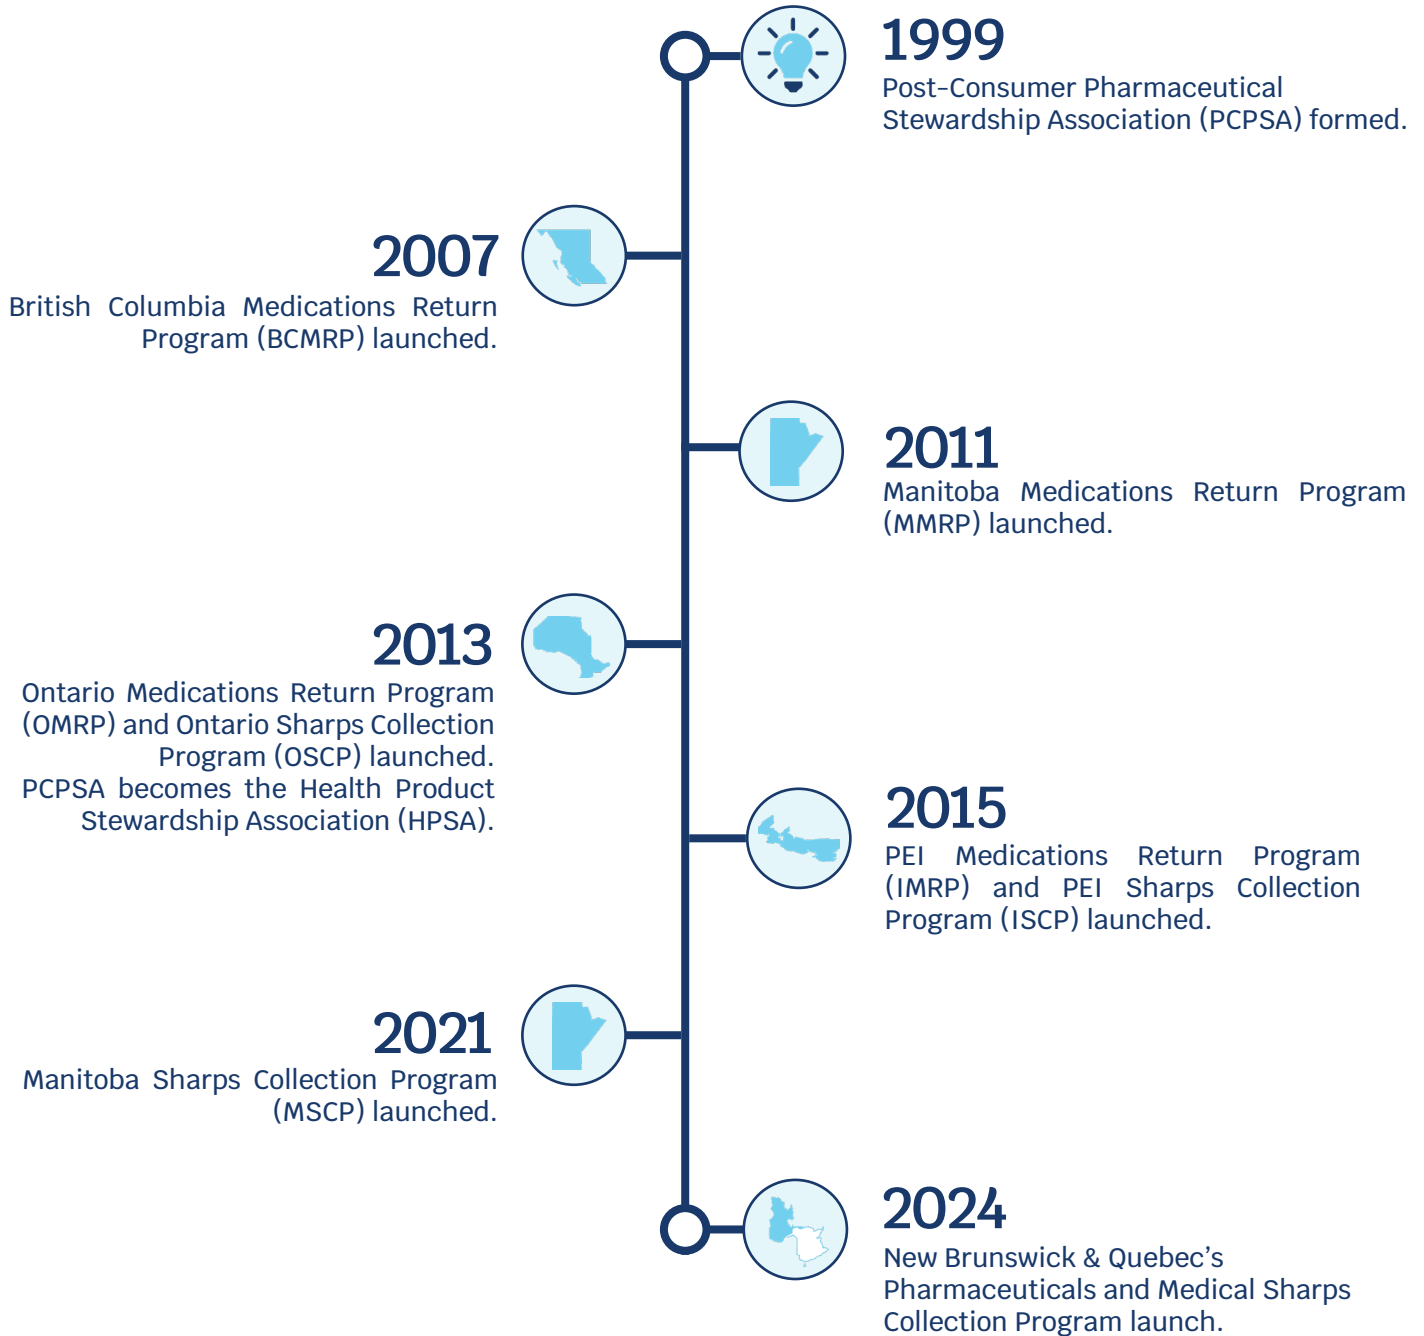 1999
Post-Consumer Pharmaceutical
Stewardship Association (PCPSA) formed.
2007
British Columbia Medications Return
Program (BCMRP) launched.
2011
Manitoba Medications Return Program
(MMRP) launched.
2013
Ontario Medications Return Program
(OMRP) and Ontario Sharps Collection
Program (OSCP) launched.
PCPSA becomes the Health Product
Stewardship Association (HPSA).
2015
PEI Medications Return Program
(IMRP) and PEI Sharps Collection
Program (ISCP) launched.
2021
Manitoba Sharps Collection Program
(MSCP) launched.
2024
New Brunswick & Quebec’s
Pharmaceuticals and Medical Sharps
Collection Program launch.